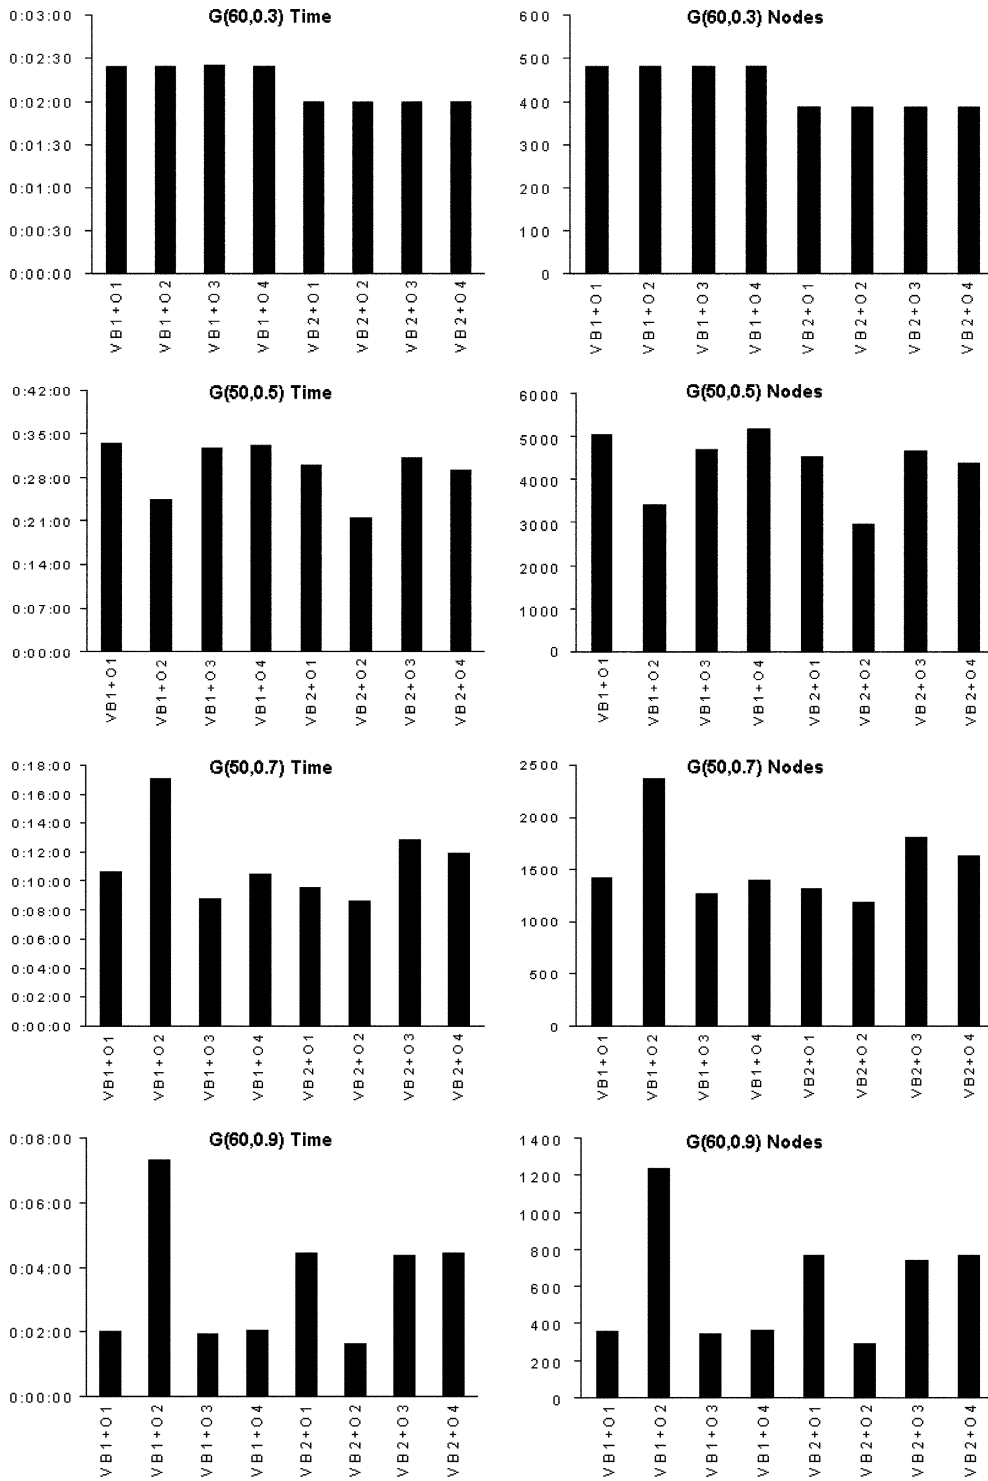 G(60,0.3) Time
0:03:00
0:02:30
0:02:00
0:01:30
0:01:00
0:00:30
0:00:00
VB1+O1
VB1+O2
VB1+O3
VB1+O4
VB2+O1
VB2+O2
VB2+O3
VB2+O4
G(60,0.3) Nodes
600
500
400
300
200
100
0
VB1+O1
VB1+O2
VB1+O3
VB1+O4
VB2+O1
VB2+O2
VB2+O3
VB2+O4
G(50,0.5) Time
0:42:00
0:35:00
0:28:00
0:21:00
0:14:00
0:07:00
0:00:00
VB1+O1
VB1+O2
VB1+O3
VB1+O4
VB2+O1
VB2+O2
VB2+O3
VB2+O4
G(50,0.5) Nodes
6000
5000
4000
3000
2000
1000
0
VB1+O1
VB1+O2
VB1+O3
VB1+O4
VB2+O1
VB2+O2
VB2+O3
VB2+O4
G(50,0.7) Time
0:18:00
0:16:00
0:14:00
0:12:00
0:10:00
0:08:00
0:06:00
0:04:00
0:02:00
0:00:00
VB1+O1
VB1+O2
VB1+O3
VB1+O4
VB2+O1
VB2+O2
VB2+O3
VB2+O4
G(50,0.7) Nodes
2500
2000
1500
1000
500
0
VB1+O1
VB1+O2
VB1+O3
VB1+O4
VB2+O1
VB2+O2
VB2+O3
VB2+O4
G(60,0.9) Time
0:08:00
0:06:00
0:04:00
0:02:00
0:00:00
VB1+O1
VB1+O2
VB1+O3
VB1+O4
VB2+O1
VB2+O2
VB2+O3
VB2+O4
G(60,0.9) Nodes
1400
1200
1000
800
600
400
200
0
VB1+O1
VB1+O2
VB1+O3
VB1+O4
VB2+O1
VB2+O2
VB2+O3
VB2+O4